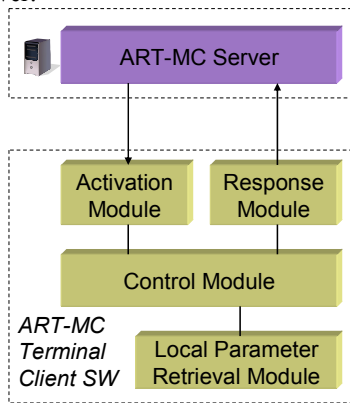 ART-MC Server
Activation
Module
Response
Module
Control Module
ART-MC
Terminal
Client SW
Local Parameter
Retrieval Module